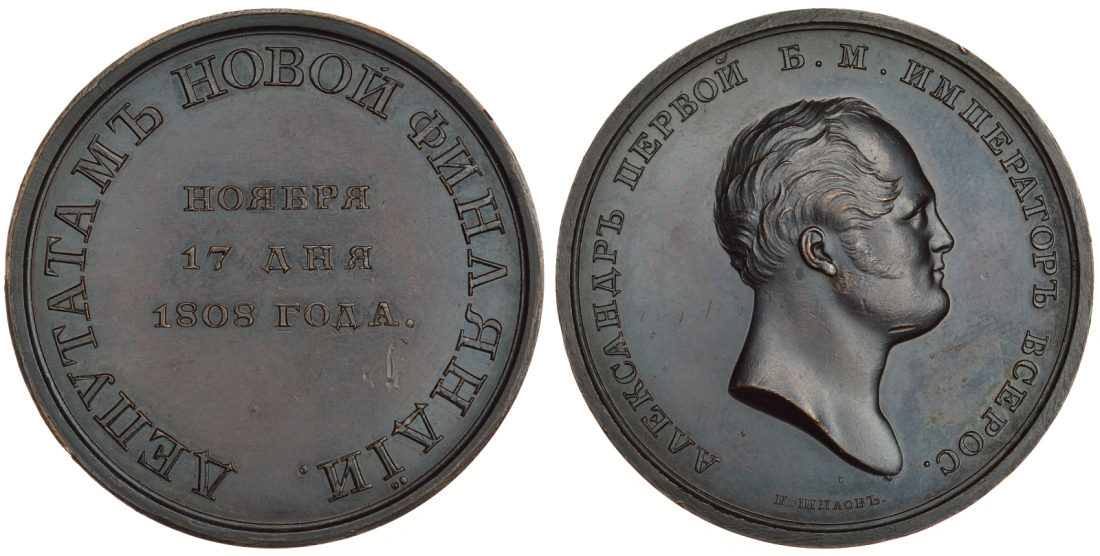 ДЕПУТАТАМЪ НОВОЙ ФИНЛЯНДІИ.
НОЯБРЯ
17 ДНЯ
1808 ГОДА.
АЛЕКСАНДРЪ ПЕРВОЙ Б. М. ИМПЕРАТОРЪ ВСЕРОС.
И. ШИЛОВЪ.